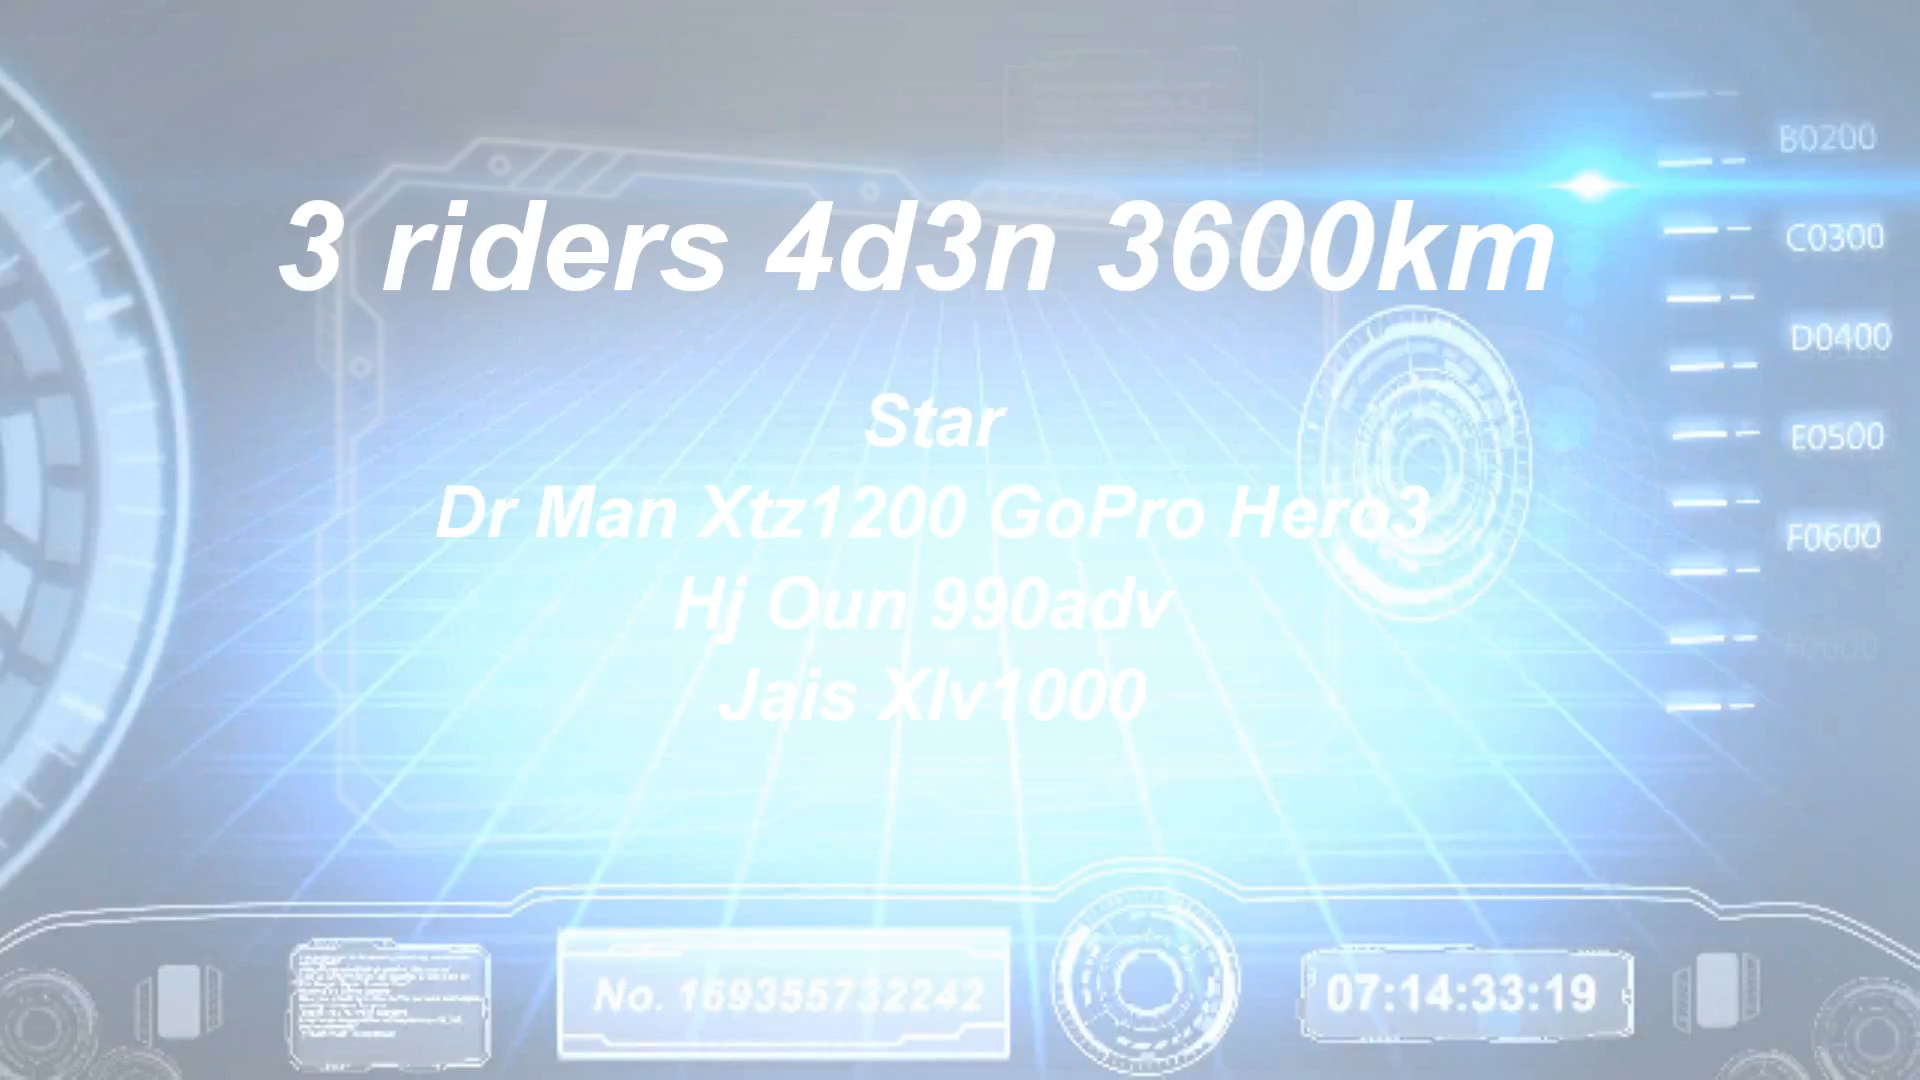 3 riders 4d3n 3600km
Star
Dr Man Xtz1200 GoPro Hero3
Hj Oun 990adv
Jais Xlv1000
B0200
C0300
D0400
E0500
F0600
F0600
No. 169355732242
07:14:33:19